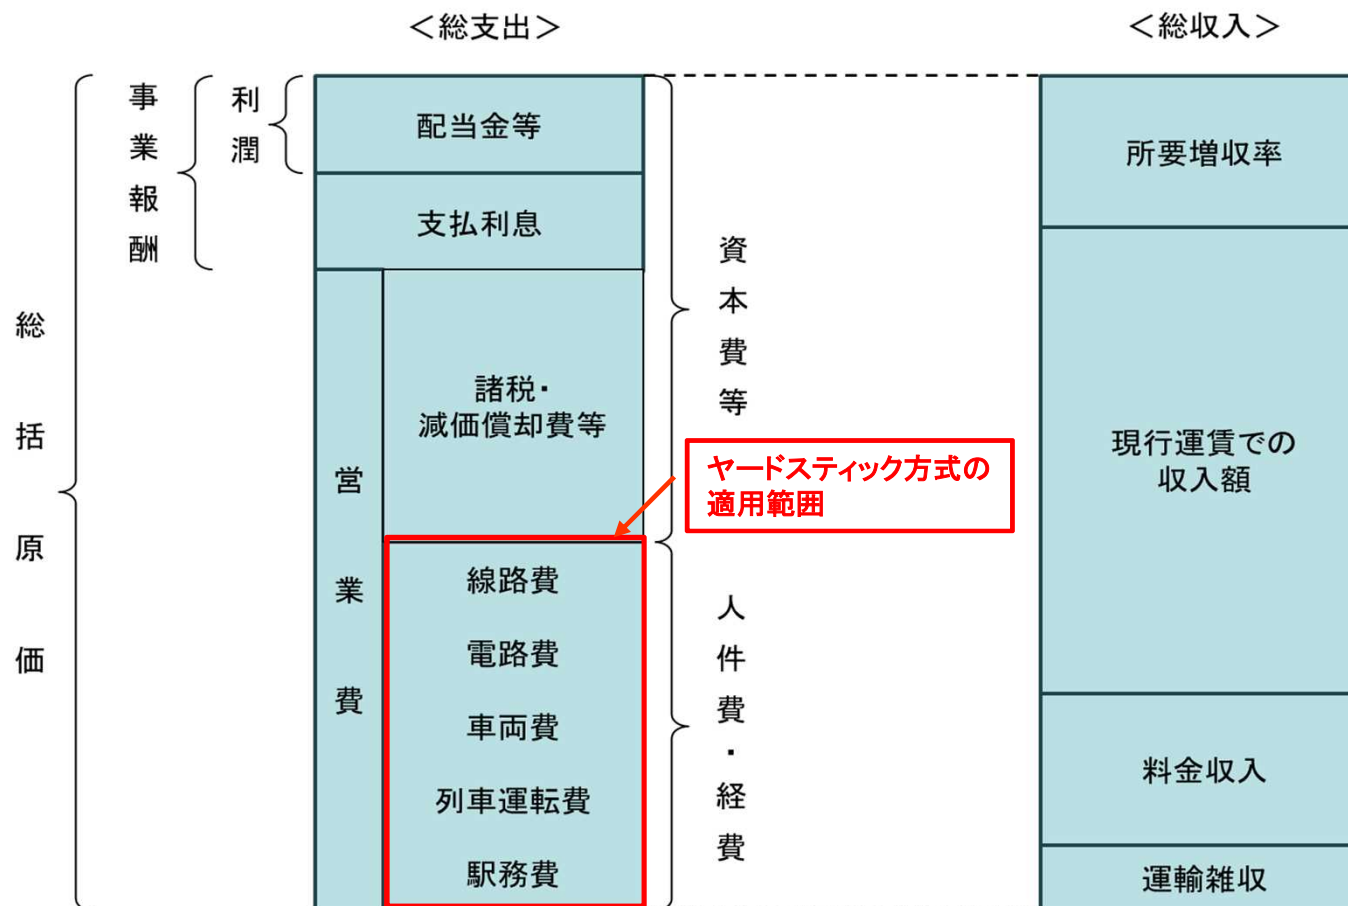 ＜総支出＞
＜総収入＞
総括原価
事業報酬
利潤
配当金等
支払利息
営業費
諸税・
減価償却費等
線路費
電路費
車両費
列車運転費
駅務費
資本費等
ヤードスティック方式の
適用範囲
人件費・経費
所要増収率
現行運賃での
収入額
料金収入
運輸雑収